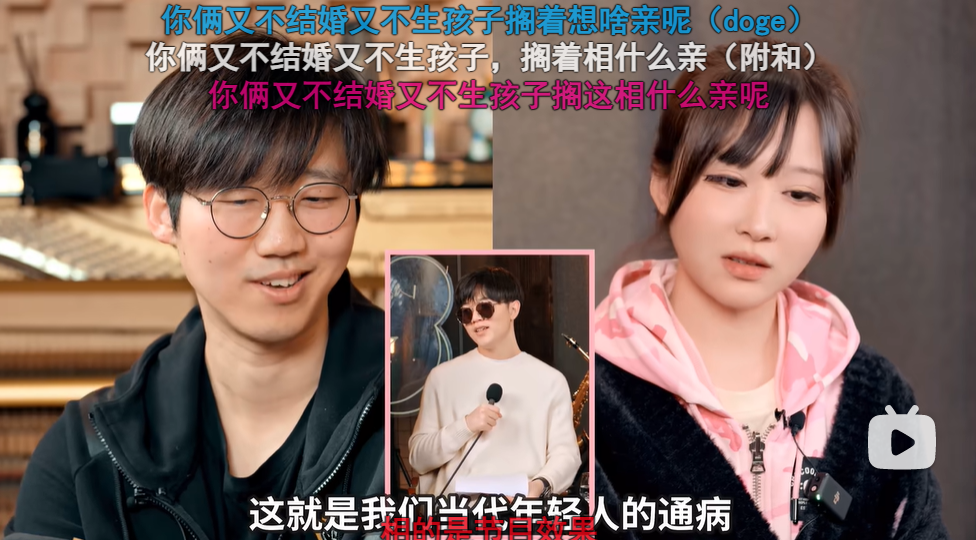 你俩又不结婚又不生孩子搁着想啥亲呢（doge）
你俩又不结婚又不生孩子，搁着相什么亲（附和）
你俩又不结婚又不生孩子搁这相什么亲呢
这就是我们当代年轻人的通病
相的是节目效果